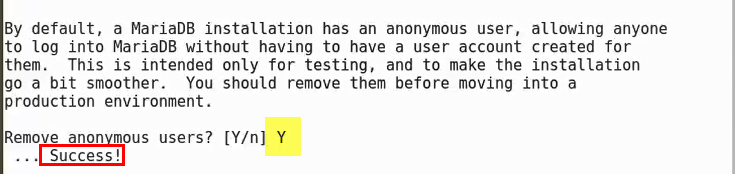 By default, a MariaDB installation has an anonymous user, allowing anyone
to log into MariaDB without having to have a user account created for
them.  This is intended only for testing, and to make the installation
go a bit smoother.  You should remove them before moving into a
production environment.
Remove anonymous users? [Y/n] Y
... Success!